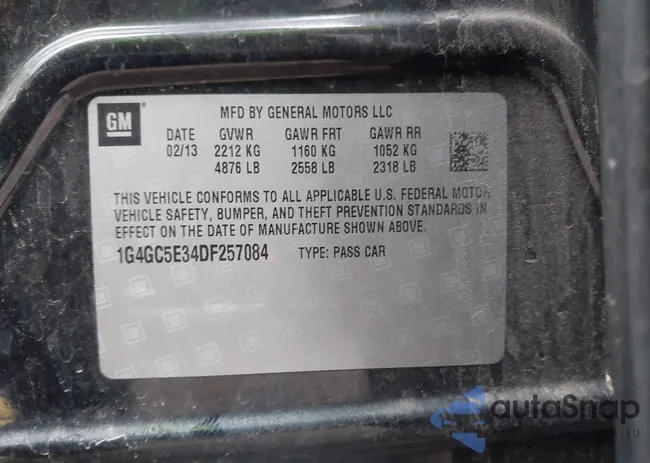 GM
MFD BY GENERAL MOTORS LLC
DATE GVWR GAWR FRT GAWR RR
02/13 2212 KG 1160 KG 1052 KG
4876 LB 2558 LB 2318 LB
THIS VEHICLE CONFORMS TO ALL APPLICABLE U.S. FEDERAL MOTOR
VEHICLE SAFETY, BUMPER, AND THEFT PREVENTION STANDARDS IN
EFFECT ON THE DATE OF MANUFACTURE SHOWN ABOVE.
1G4GC5E34DF257084 TYPE: PASS CAR
autoSnap